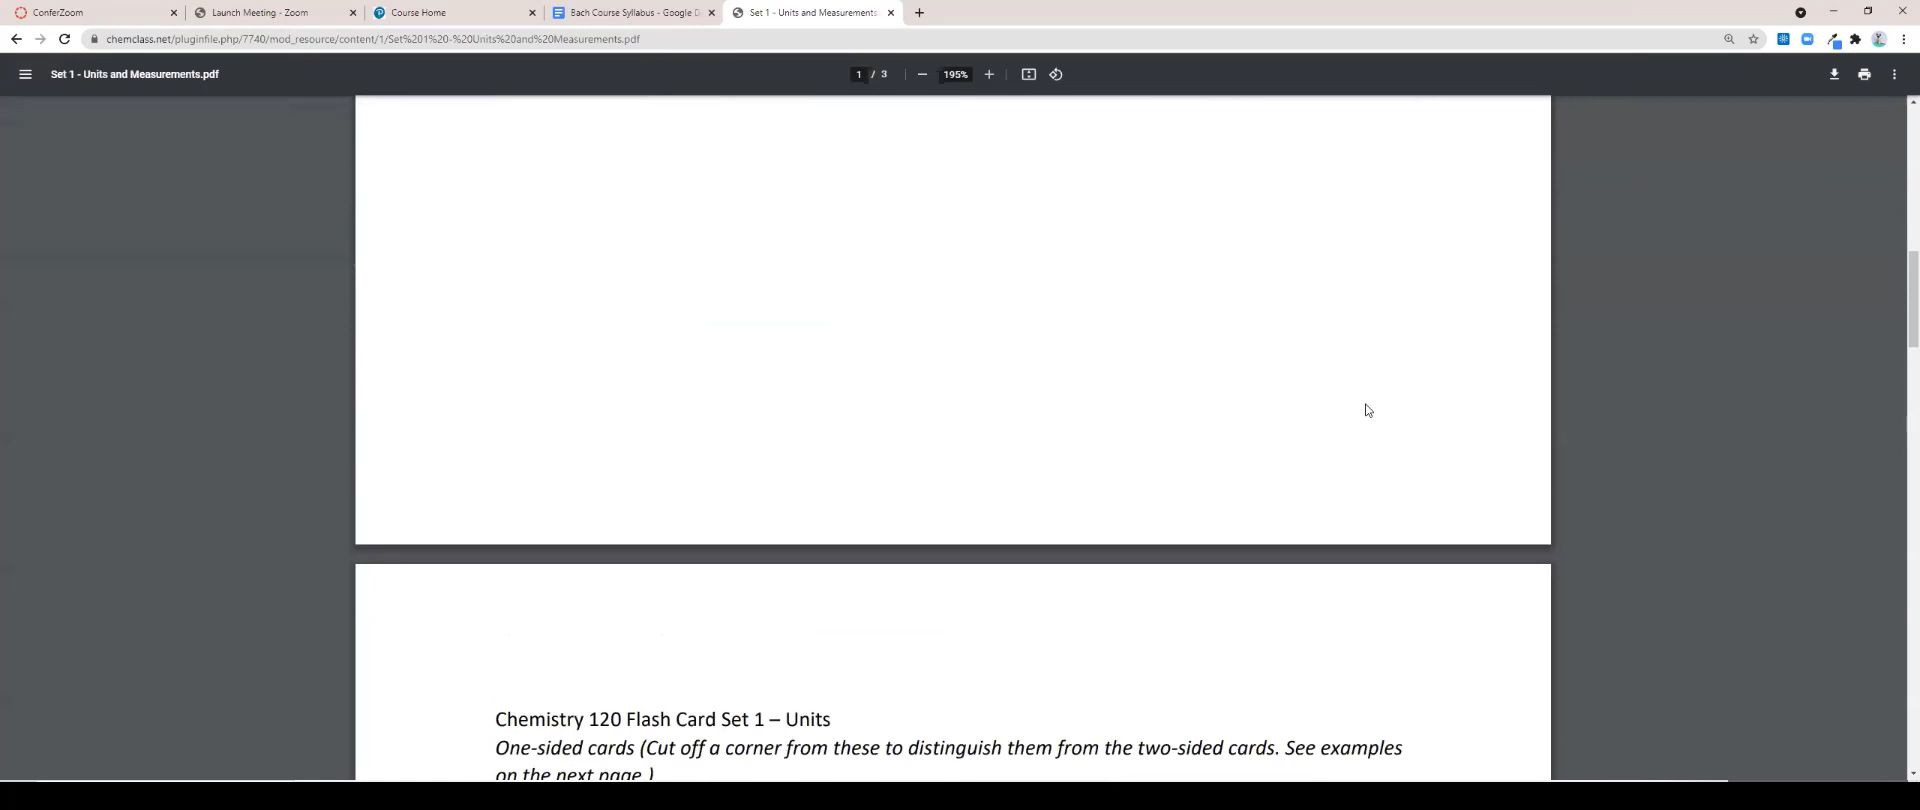 ConferZoom
Launch Meeting - Zoom
Course Home
Bach Course Syllabus - Google D
Set 1 - Units and Measurements.
chemclass.net/pluginfile.php/7740/mod_resource/content/1/Set%201%20-%20Units%20and%20Measurements.pdf
Set 1 - Units and Measurements.pdf
1 / 3
195%
Chemistry 120 Flash Card Set 1 – Units
One-sided cards (Cut off a corner from these to distinguish them from the two-sided cards. See examples
on the next page.)